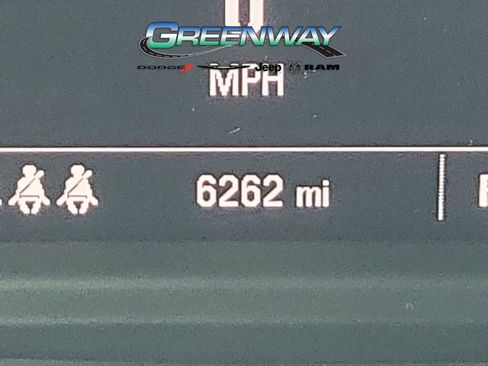 GREENWAY
DODGE Jeep RAM
MPH
6262 mi